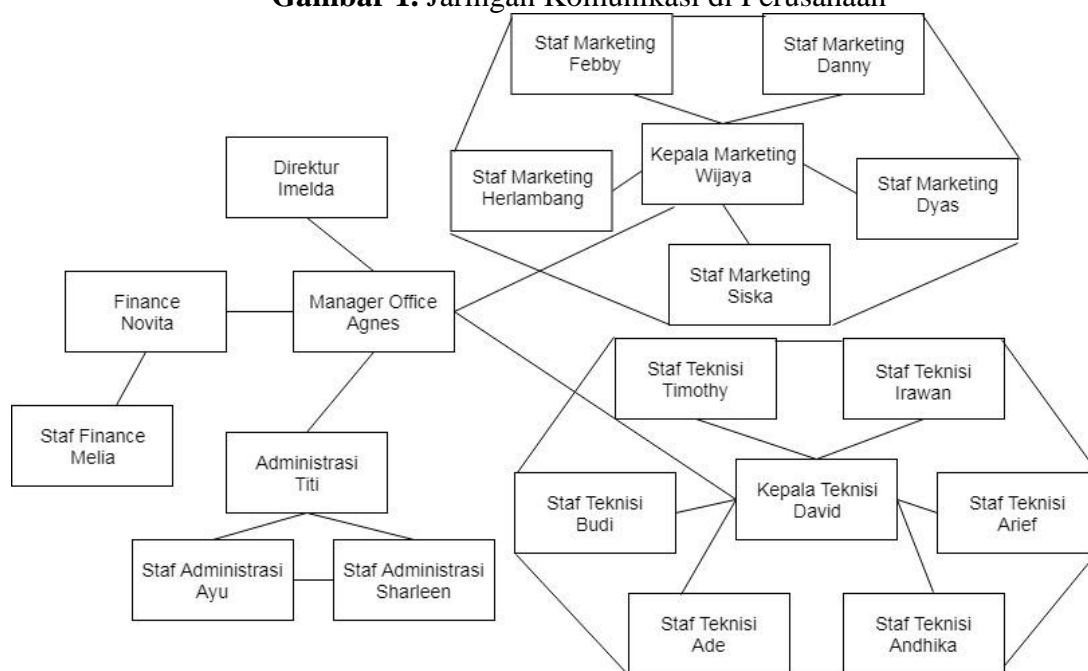 Gambar 1. Jaringan Komunikasi di Perusahaan
Staf Marketing
Febby
Staf Marketing
Danny
Kepala Marketing
Wijaya
Staf Marketing
Herlambang
Staf Marketing
Dyas
Staf Marketing
Siska
Direktur
Imelda
Finance
Novita
Manager Office
Agnes
Staf Finance
Melia
Administrasi
Titi
Staf Administrasi
Ayu
Staf Administrasi
Sharleen
Staf Teknisi
Timothy
Staf Teknisi
Irawan
Staf Teknisi
Budi
Kepala Teknisi
David
Staf Teknisi
Arief
Staf Teknisi
Ade
Staf Teknisi
Andhika